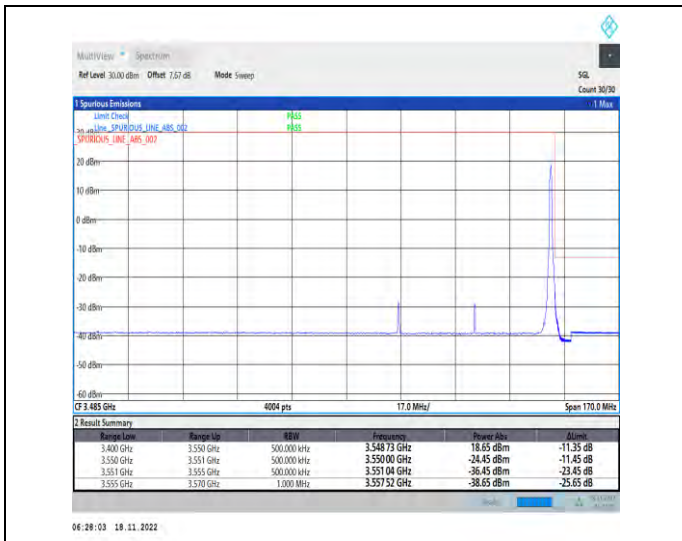 MultiView Spectrum
Ref Level 30.00 dBm Offset 7.67 dB Mode Sweep SGL
Count 30/30
1 Spurious Emissions 1 Max
Limit Check PASS
Line _SPURIOUS_LINE_ABS_002 PASS
_SPURIOUS_LINE_ABS_002
20 dBm
10 dBm
0 dBm
-10 dBm
-20 dBm
-30 dBm
-40 dBm
-50 dBm
-60 dBm
CF 3.485 GHz 4004 pts 17.0 MHz/ Span 170.0 MHz
2 Result Summary
Range Low Range Up RBW Frequency Power Abs ΔLimit
3.400 GHz 3.550 GHz 500.000 kHz 3.548 73 GHz 18.65 dBm -11.35 dB
3.550 GHz 3.551 GHz 500.000 kHz 3.550 00 GHz -24.45 dBm -11.45 dB
3.551 GHz 3.555 GHz 500.000 kHz 3.551 04 GHz -36.45 dBm -23.45 dB
3.555 GHz 3.570 GHz 1.000 MHz 3.557 52 GHz -38.65 dBm -25.65 dB
06:28:03 18.11.2022